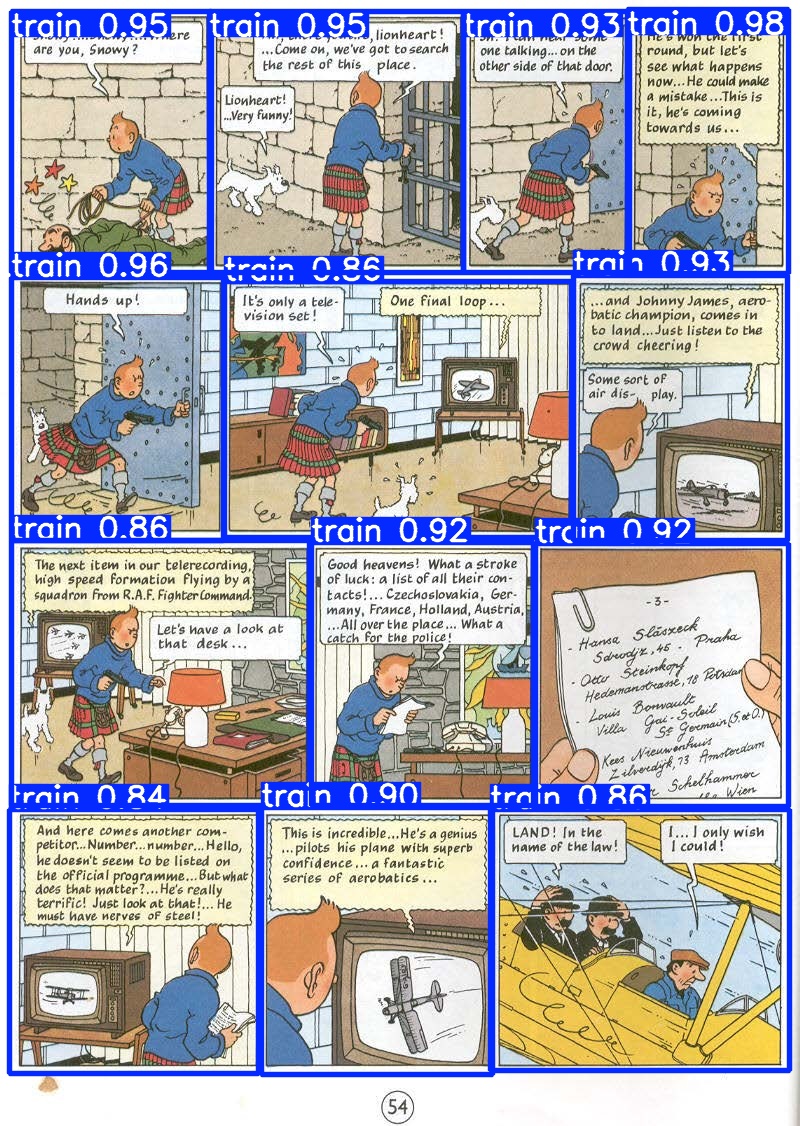 train 0.95
train 0.95
train 0.93
train 0.98
are you, Snowy?
lionheart!
...Come on, we've got to search
the rest of this place.
Lionheart!
...Very funny!
one talking...on the
other side of that door.
He's won the first
round, but let's
see what happens
now...He could make
a mistake...This is
it, he's coming
towards us...
train 0.96
train 0.86
train 0.93
Hands up!
It's only a tele-
vision set!
One final loop...
...and Johnny James, aero-
batic champion, comes in
to land...Just listen to the
crowd cheering!
Some sort of
air dis- play.
train 0.86
train 0.92
train 0.92
The next item in our telerecording,
high speed formation flying by a
squadron from R.A.F. Fighter Command.
Let's have a look at
that desk...
Good heavens! What a stroke
of luck: a list of all their con-
tacts!... Czechoslovakia, Ger-
many, France, Holland, Austria,
...All over the place... What a
catch for the police!
- 3 -
- Hansa Slászeck
Sdrwdjz, 45. - Praha
- Otto Steinkopf
Hedemanstrasse, 18 Potsdam
- Louis Bonvault
Villa Gai-Soleil
St Germain (S. et O.)
Kees Nieuwenhuis
Zilverdijk, 73 Amsterdam
Schelhammer
Wien
train 0.84
train 0.90
train 0.86
And here comes another com-
petitor...Number...number...Hello,
he doesn't seem to be listed on
the official programme...But what
does that matter?...He's really
terrific! Just look at that!... He
must have nerves of steel!
This is incredible...He's a genius
...pilots his plane with superb
confidence... a fantastic
series of aerobatics...
LAND! In the
name of the law!
I... I only wish
I could!
54